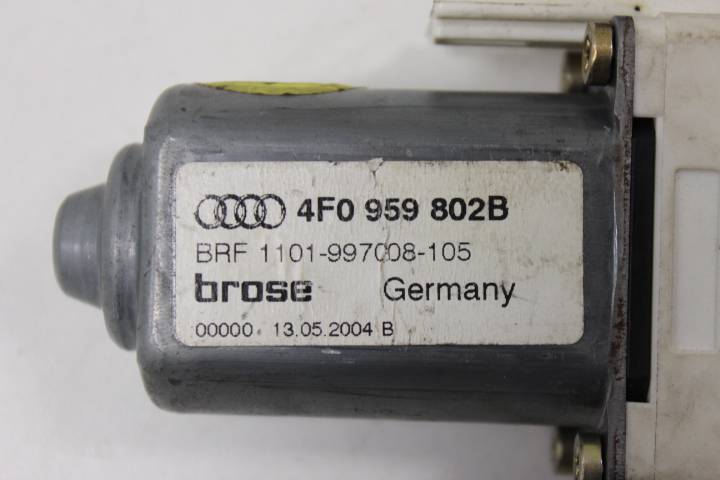 4F0 959 802B
BRF 1101-997008-105
brose Germany
00000 13.05.2004 B